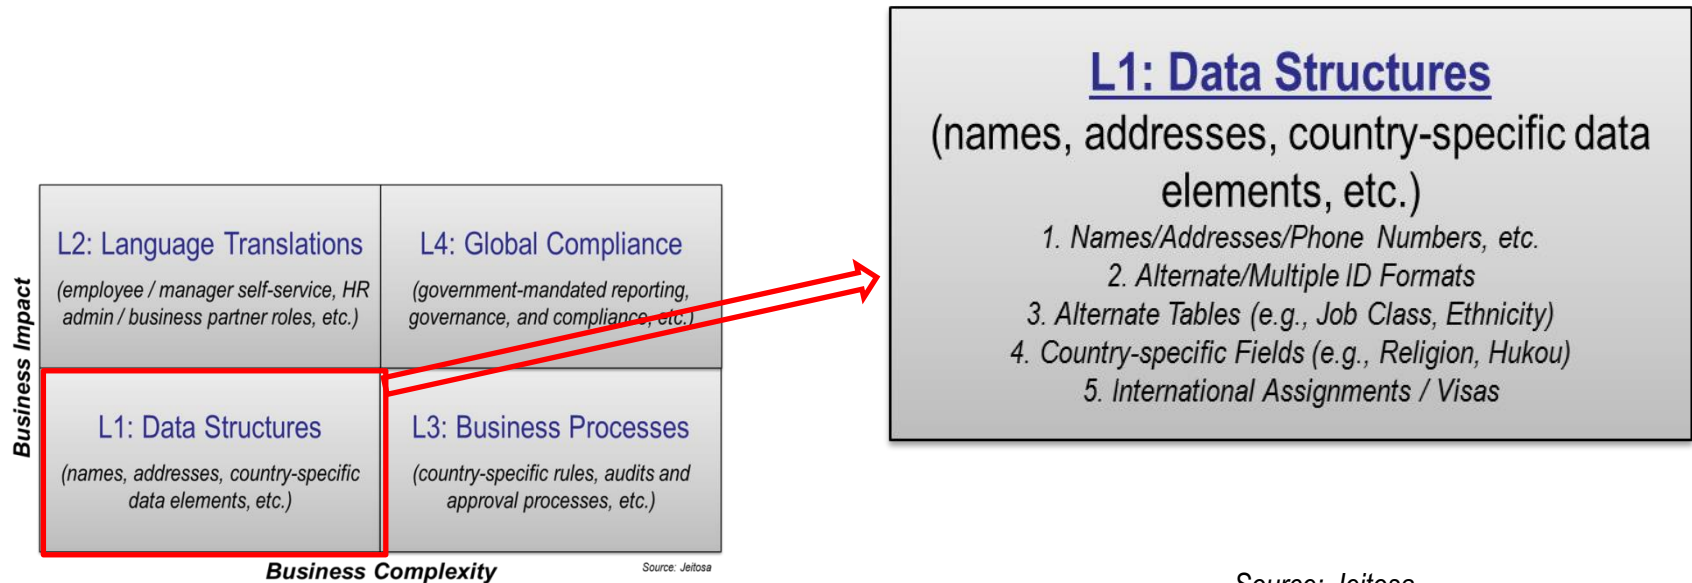 L2: Language Translations
(employee / manager self-service, HR
admin / business partner roles, etc.)
L4: Global Compliance
(government-mandated reporting,
governance, and compliance, etc.)
L1: Data Structures
(names, addresses, country-specific
data elements, etc.)
L3: Business Processes
(country-specific rules, audits and
approval processes, etc.)
Business Impact
Business Complexity
Source: Jeitosa
L1: Data Structures
(names, addresses, country-specific data
elements, etc.)
1. Names/Addresses/Phone Numbers, etc.
2. Alternate/Multiple ID Formats
3. Alternate Tables (e.g., Job Class, Ethnicity)
4. Country-specific Fields (e.g., Religion, Hukou)
5. International Assignments / Visas
Source: Jeitosa